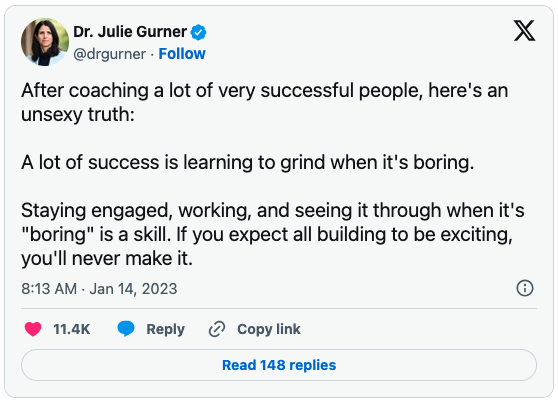 Dr. Julie Gurner
@drgurner · Follow
After coaching a lot of very successful people, here's an
unsexy truth:
A lot of success is learning to grind when it's boring.
Staying engaged, working, and seeing it through when it's
"boring" is a skill. If you expect all building to be exciting,
you'll never make it.
8:13 AM · Jan 14, 2023
11.4K Reply Copy link
Read 148 replies